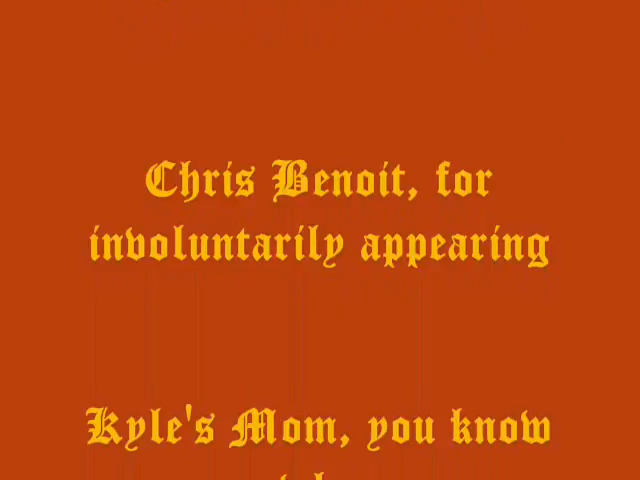 Chris Benoit, for
involuntarily appearing
Kyle's Mom, you know